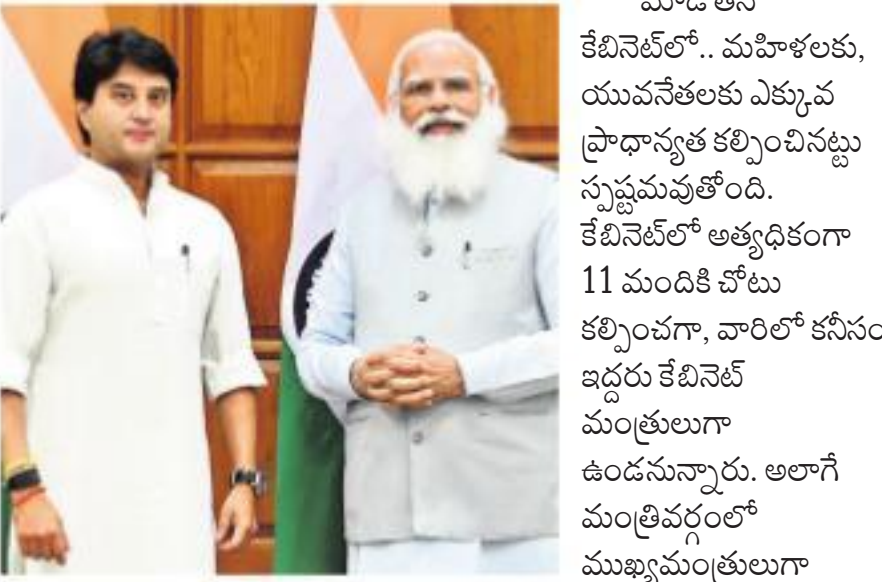 కేబినెట్‌లో.. మహిళలకు,
యువనేతలకు ఎక్కువ
ప్రాధాన్యత కల్పించినట్టు
స్పష్టమవుతోంది.
కేబినెట్‌లో అత్యధికంగా
11 మందికి చోటు
కల్పించగా, వారిలో కనీసం
ఇద్దరు కేబినెట్
మంత్రులుగా
ఉండనున్నారు. అలాగే
మంత్రివర్గంలో
ముఖ్యమంత్రులుగా